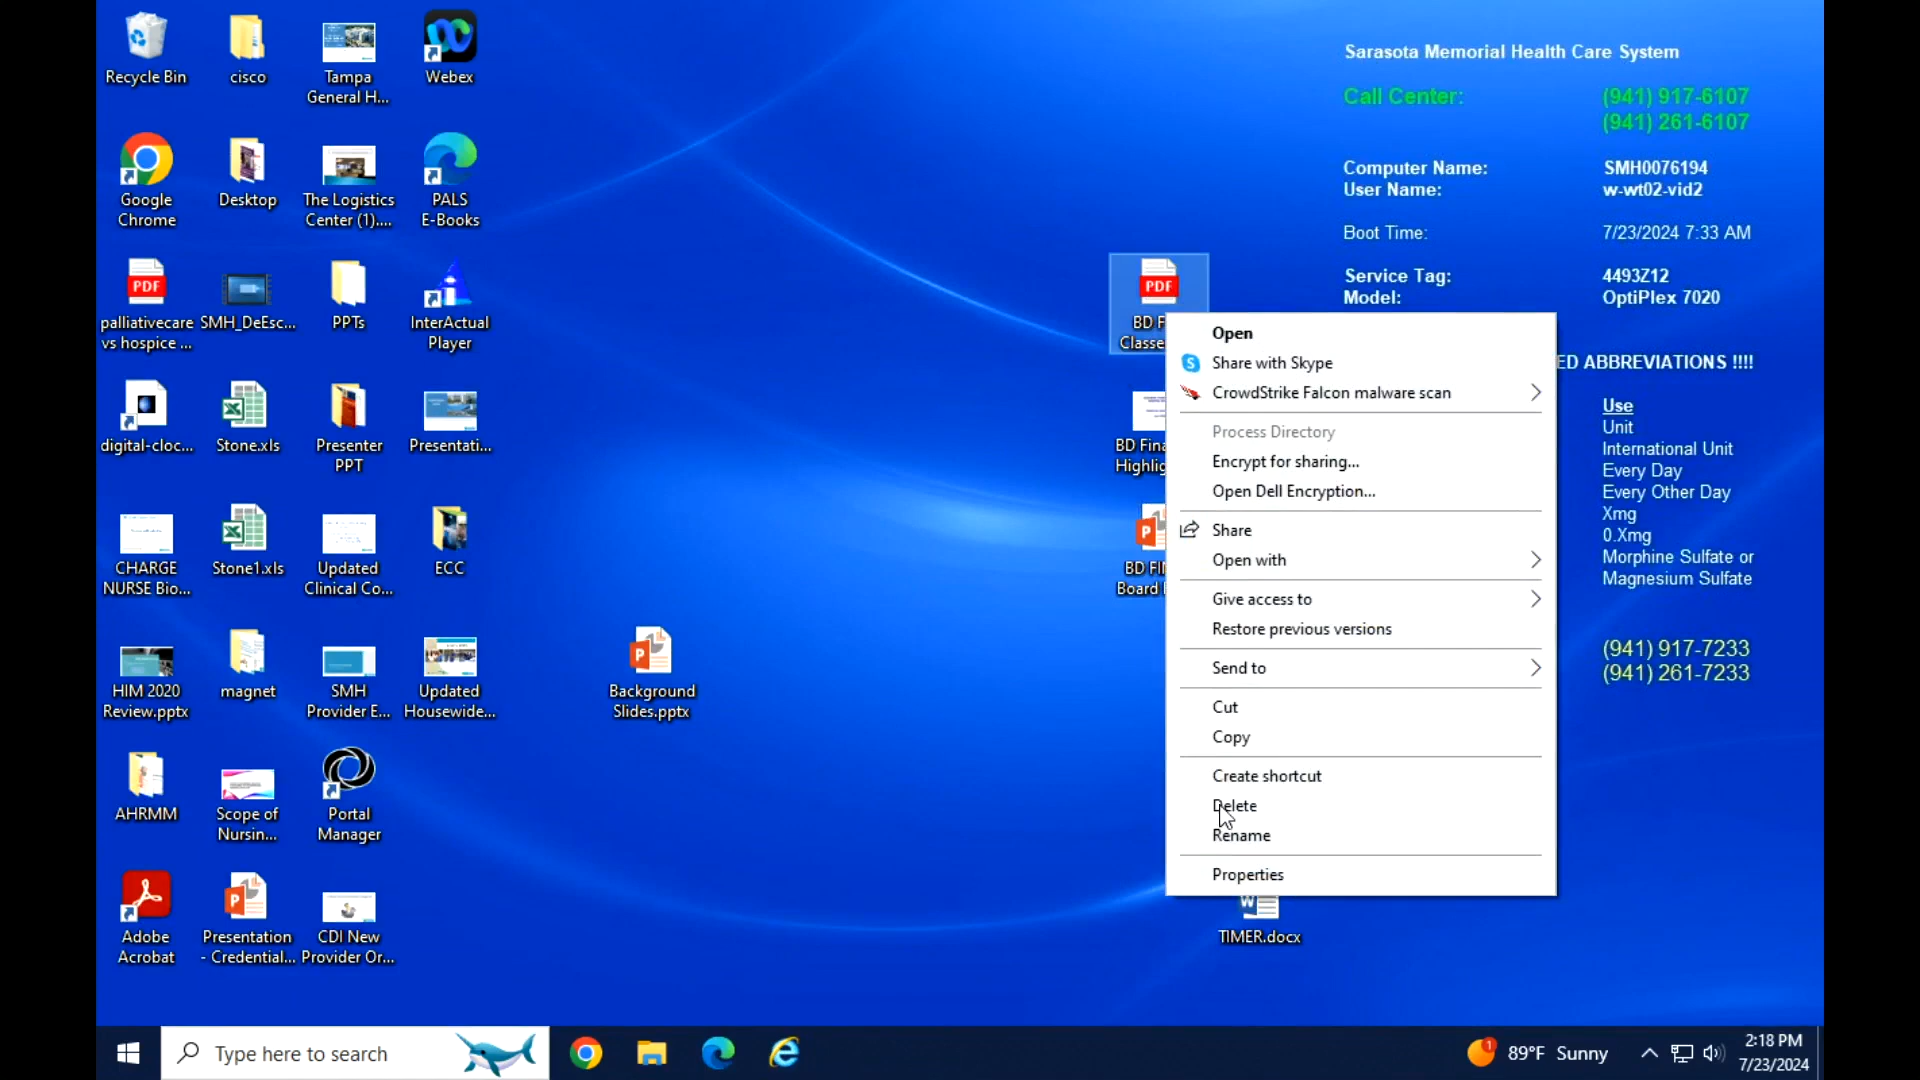 Recycle Bin
cisco
Tampa
General H...
Webex
Google
Chrome
Desktop
The Logistics
Center (1)....
PALS
E-Books
PDF
palliativecare
vs hospice ...
SMH_DeEsc...
PPTs
InterActual
Player
digital-cloc...
Stone.xls
Presenter
PPT
Presentati...
CHARGE
NURSE Bio...
Stone1.xls
Updated
Clinical Co...
ECC
HIM 2020
Review.pptx
magnet
SMH
Provider E...
Updated
Housewide...
Background
Slides.pptx
AHRMM
Scope of
Nursin...
Portal
Manager
Adobe
Acrobat
Presentation
- Credential...
CDI New
Provider Or...
PDF
BD F
Classe
BD Fina
Highlig
BD FI
Board
TIMER.docx
Open
Share with Skype
CrowdStrike Falcon malware scan
Process Directory
Encrypt for sharing...
Open Dell Encryption...
Share
Open with
Give access to
Restore previous versions
Send to
Cut
Copy
Create shortcut
Delete
Rename
Properties
Sarasota Memorial Health Care System
Call Center: (941) 917-6107
(941) 261-6107
Computer Name: SMH0076194
User Name: w-wt02-vid2
Boot Time: 7/23/2024 7:33 AM
Service Tag: 4493Z12
Model: OptiPlex 7020
ED ABBREVIATIONS !!!!
Use
Unit
International Unit
Every Day
Every Other Day
Xmg
0.Xmg
Morphine Sulfate or
Magnesium Sulfate
(941) 917-7233
(941) 261-7233
Type here to search
1
89°F Sunny
2:18 PM
7/23/2024